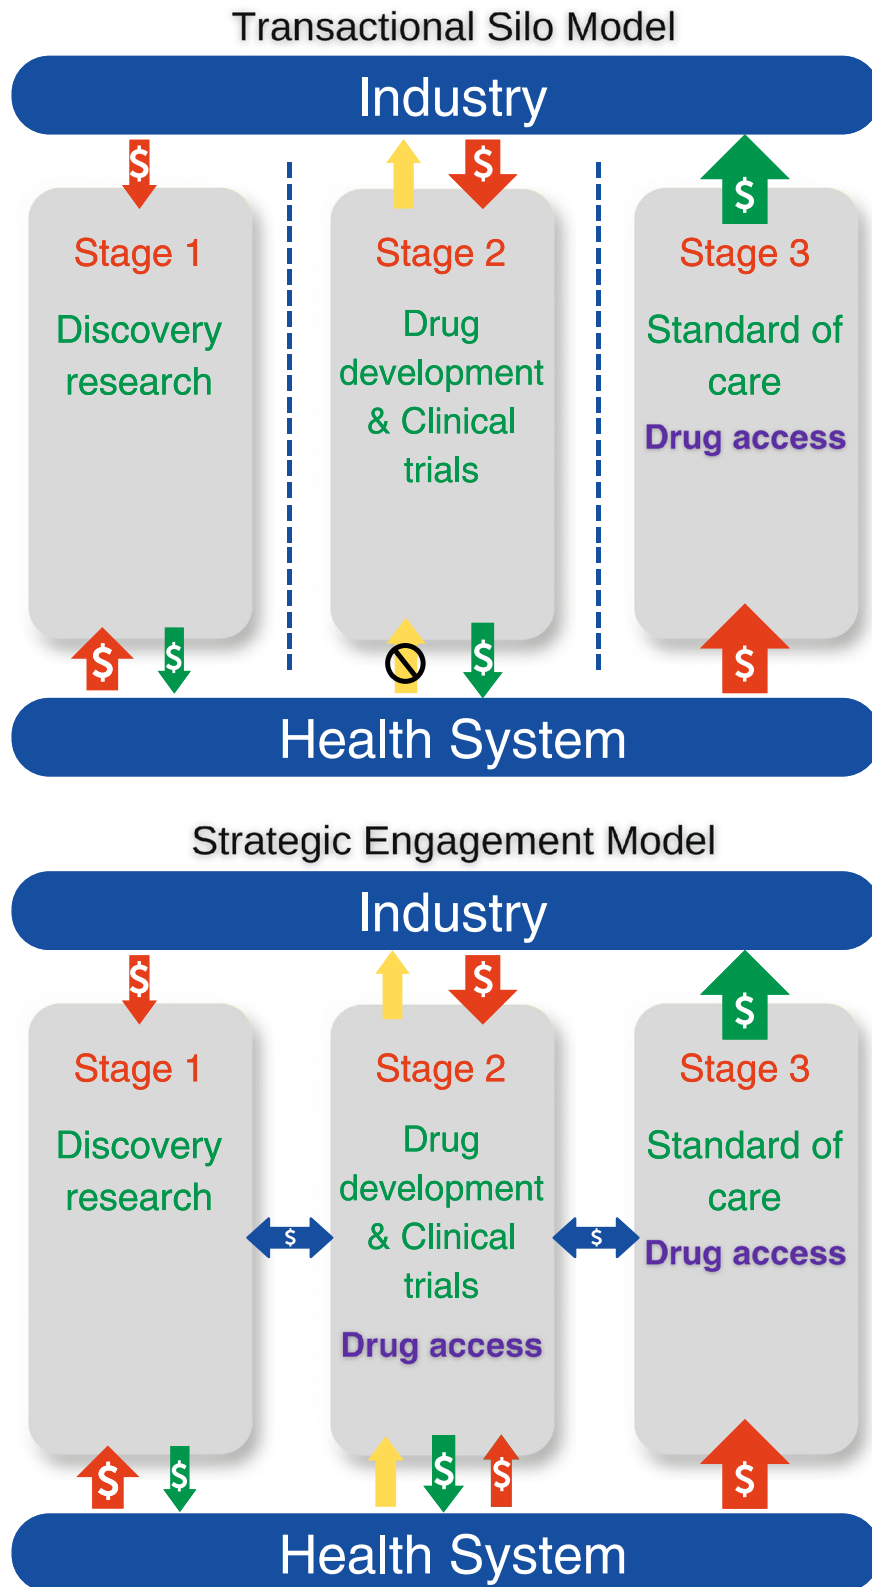 Transactional Silo Model
Industry
$ $ $
Stage 1 Stage 2 Stage 3
Discovery
research
Drug
development
& Clinical
trials
Standard of
care
Drug access
$ $ $ $
Health System
Strategic Engagement Model
Industry
$ $ $
Stage 1 Stage 2 Stage 3
Discovery
research
Drug
development
& Clinical
trials
Drug access
Standard of
care
Drug access
$ $
$ $ $ $ $
Health System